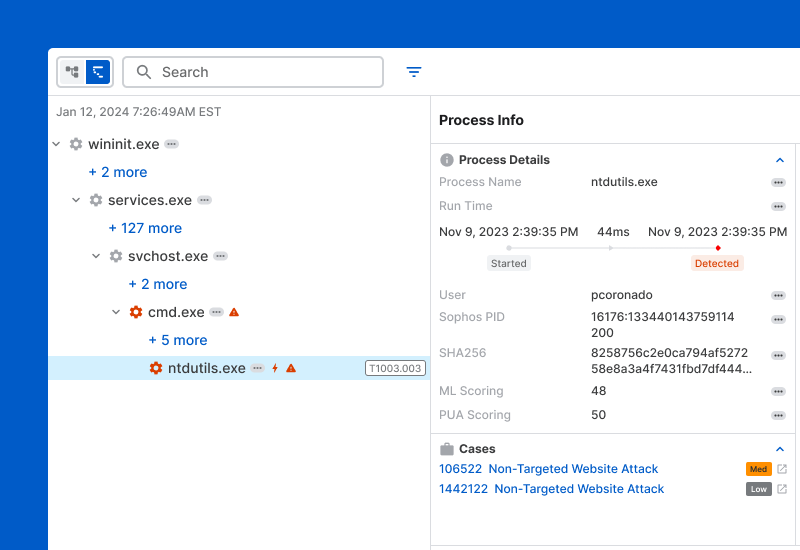 Search
Jan 12, 2024 7:26:49AM EST
wininit.exe
+ 2 more
services.exe
+ 127 more
svchost.exe
+ 2 more
cmd.exe
+ 5 more
ntdutils.exe
T1003.003
Process Info
Process Details
Process Name ntdutils.exe
Run Time
Nov 9, 2023 2:39:35 PM 44ms Nov 9, 2023 2:39:35 PM
Started Detected
User pcoronado
Sophos PID 16176:133440143759114
200
SHA256 8258756c2e0ca794af5272
58e8a3a4f7431fbd7df444...
ML Scoring 48
PUA Scoring 50
Cases
106522 Non-Targeted Website Attack Med
1442122 Non-Targeted Website Attack Low